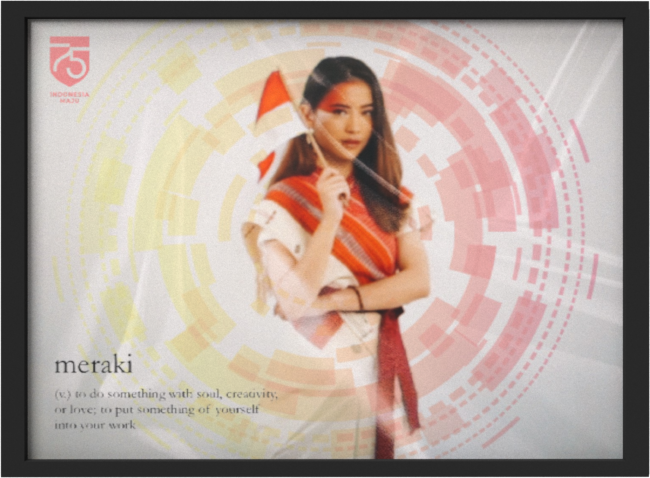 75
INDONESIA
MAJU
meraki
(v.) to do something with soul, creativity,
or love; to put something of yourself
into your work